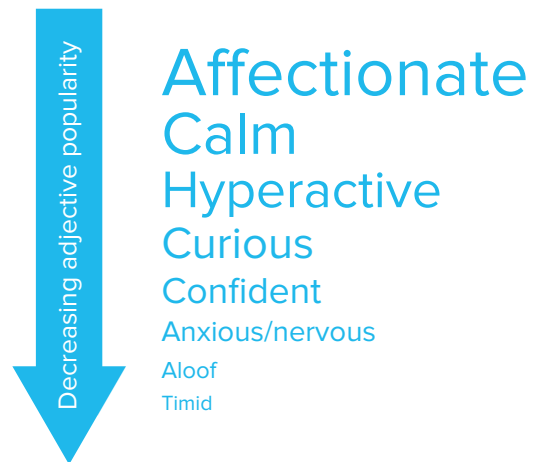 Decreasing adjective popularity
Affectionate
Calm
Hyperactive
Curious
Confident
Anxious/nervous
Aloof
Timid